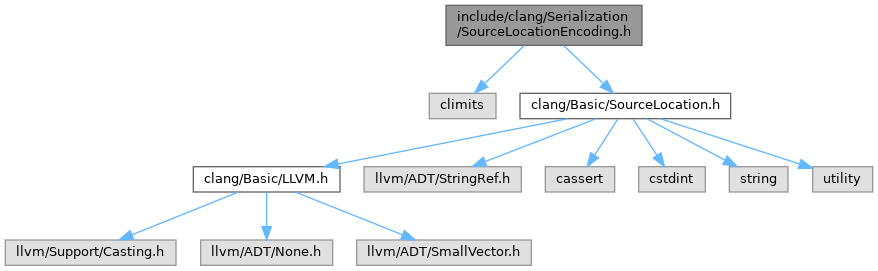 include/clang/Serialization
/SourceLocationEncoding.h
climits
clang/Basic/SourceLocation.h
clang/Basic/LLVM.h
llvm/ADT/StringRef.h
cassert
cstdint
string
utility
llvm/Support/Casting.h
llvm/ADT/None.h
llvm/ADT/SmallVector.h